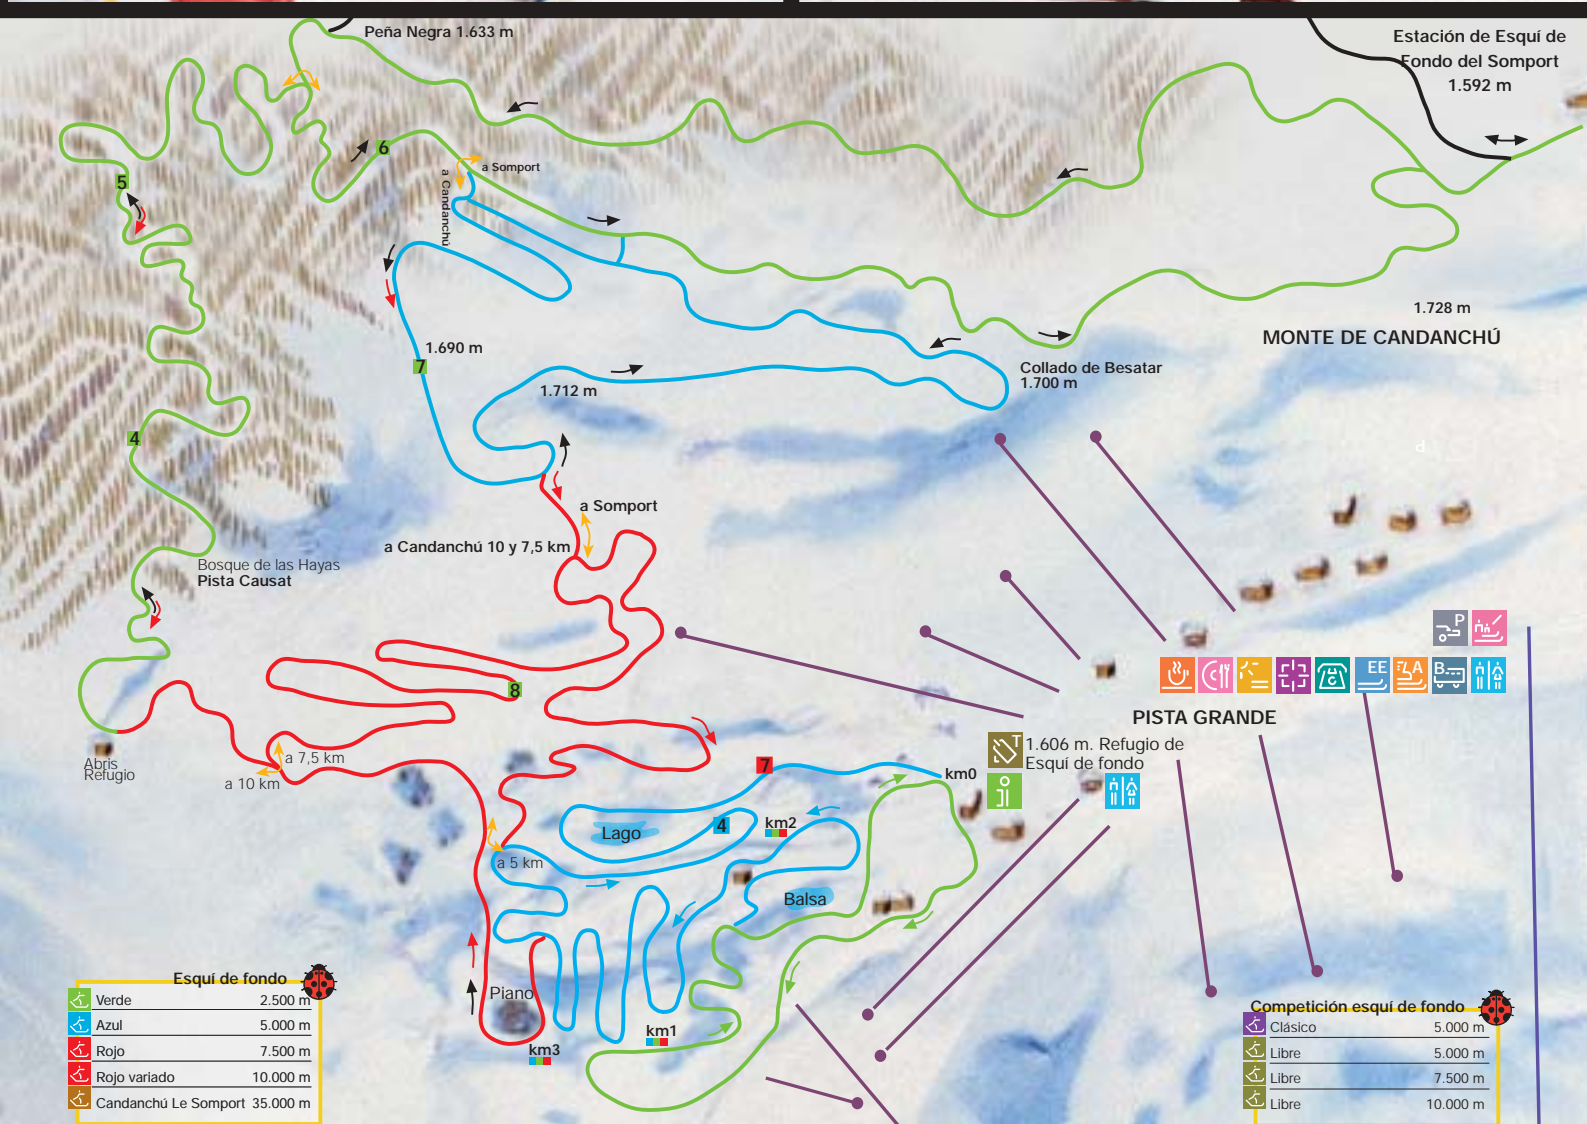 Peña Negra 1.633 m
Estación de Esquí de
Fondo del Somport
1.592 m
6
a Somport
a Candanchú
5
1.728 m
MONTE DE CANDANCHÚ
1.690 m
7
Collado de Besatar
1.700 m
1.712 m
4
d
a Somport
a Candanchú 10 y 7,5 km
Bosque de las Hayas
Pista Causat
P
EE
A
B
8
PISTA GRANDE
T
1.606 m. Refugio de
Esquí de fondo
Abris
Refugio
a 7,5 km
a 10 km
7
km0
Lago
4
km2
a 5 km
Balsa
Piano
km1
km3
Esquí de fondo
Verde 2.500 m
Azul 5.000 m
Rojo 7.500 m
Rojo variado 10.000 m
Candanchú Le Somport 35.000 m
Competición esquí de fondo
Clásico 5.000 m
Libre 5.000 m
Libre 7.500 m
Libre 10.000 m